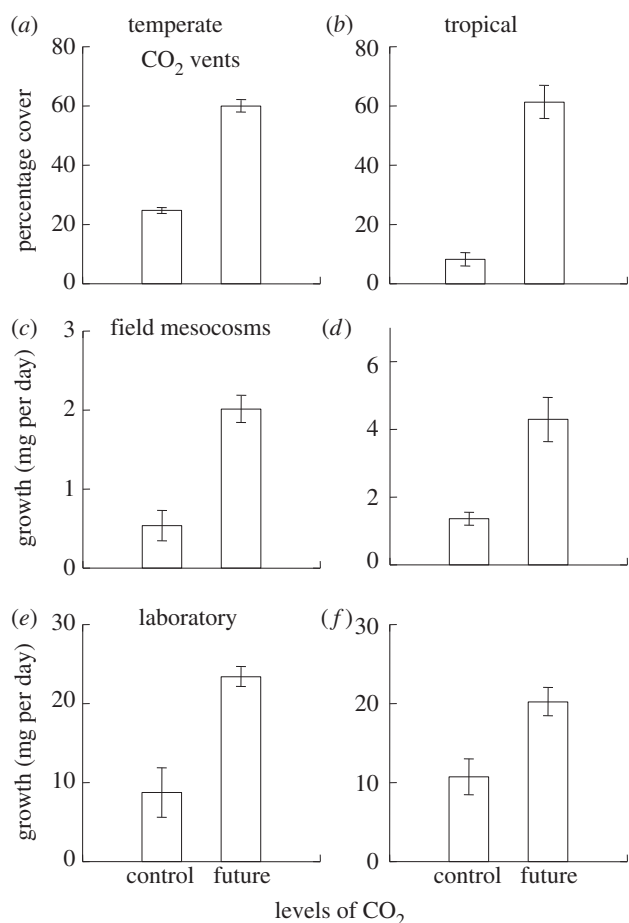 (a) temperate (b) tropical
CO2 vents
percentage cover
80 80
60 60
40 40
20 20
0 0
(c) field mesocosms (d)
growth (mg per day)
3
2
1
0
6
4
2
0
(e) laboratory (f)
growth (mg per day)
30 30
20 20
10 10
0 0
control future control future
levels of CO2